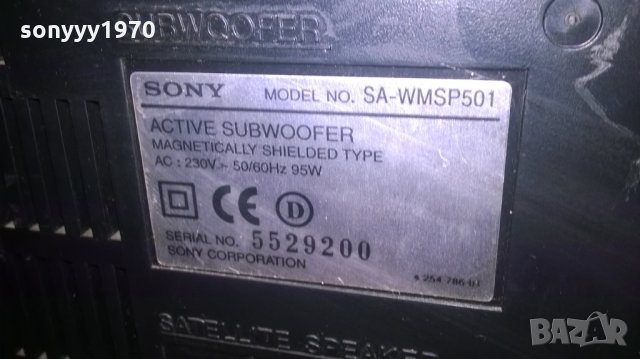 sonyyy1970
SUBWOOFER
SONY MODEL NO. SA-WMSP501
ACTIVE SUBWOOFER
MAGNETICALLY SHIELDED TYPE
AC : 230V ~ 50/60Hz 95W
CE D
SERIAL NO. 5529200
SONY CORPORATION
SATELLITE SPEAKER
BAZAR